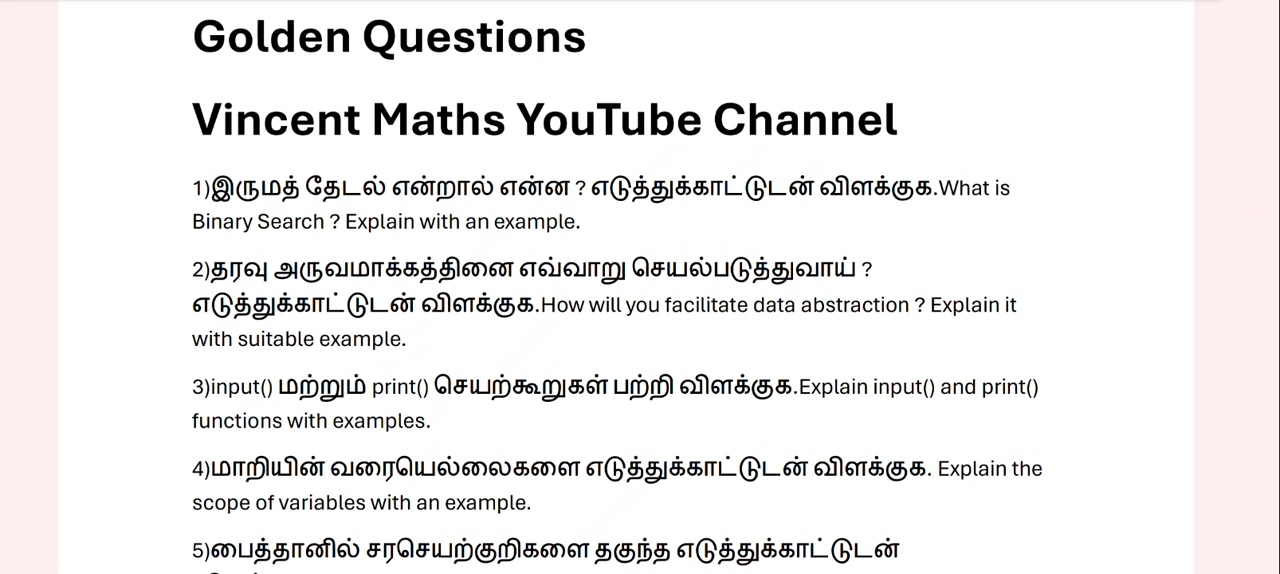 Golden Questions
Vincent Maths YouTube Channel
1)இருமத் தேடல் என்றால் என்ன ? எடுத்துக்காட்டுடன் விளக்குக.What is
Binary Search ? Explain with an example.
2)தரவு அருவமாக்கத்தினை எவ்வாறு செயல்படுத்துவாய் ?
எடுத்துக்காட்டுடன் விளக்குக.How will you facilitate data abstraction ? Explain it
with suitable example.
3)input() மற்றும் print() செயற்கூறுகள் பற்றி விளக்குக.Explain input() and print()
functions with examples.
4)மாறியின் வரையெல்லைகளை எடுத்துக்காட்டுடன் விளக்குக. Explain the
scope of variables with an example.
5)பைத்தானில் சரசெயற்குறிகளை தகுந்த எடுத்துக்காட்டுடன்